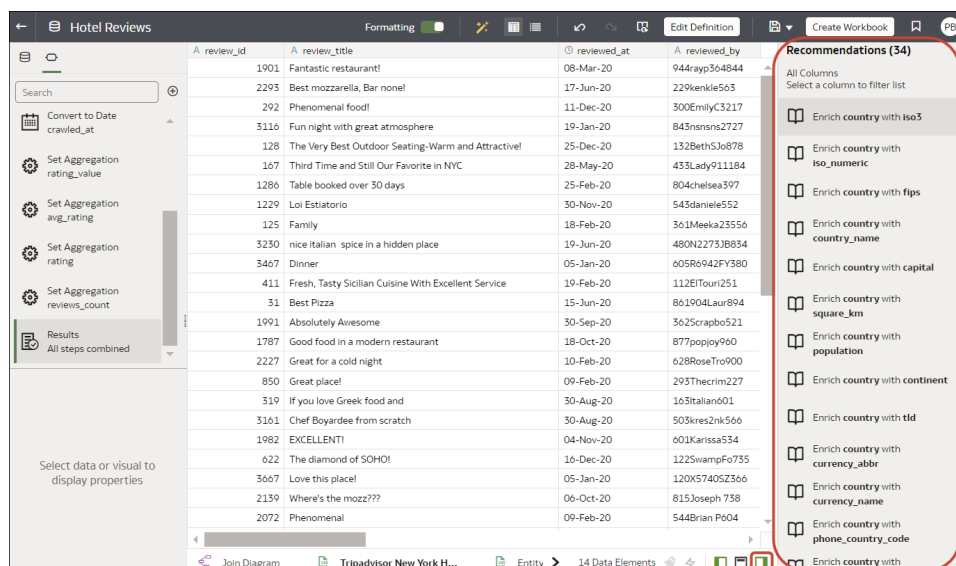 Hotel Reviews
Formatting
Edit Definition
Create Workbook
PB
Search
Convert to Date
crawled_at
Set Aggregation
rating_value
Set Aggregation
avg_rating
Set Aggregation
rating
Set Aggregation
reviews_count
Results
All steps combined
Select data or visual to
display properties
A review_id A review_title reviewed_at A reviewed_by
1901 Fantastic restaurant! 08-Mar-20 944rayp364844
2293 Best mozzarella, Bar none! 17-Jun-20 229kenkle563
292 Phenomenal food! 11-Dec-20 300EmilyC3217
3116 Fun night with great atmosphere 19-Jan-20 843nsnsns2727
128 The Very Best Outdoor Seating-Warm and Attractive! 25-Dec-20 132BethSJo878
167 Third Time and Still Our Favorite in NYC 28-May-20 433Lady911184
1286 Table booked over 30 days 25-Feb-20 804chelsea397
1229 Loi Estiatorio 30-Nov-20 543daniele552
125 Family 18-Feb-20 361Meeka23556
3230 nice italian spice in a hidden place 19-Jun-20 480N2273JB834
3467 Dinner 05-Jan-20 605R6942FY380
411 Fresh, Tasty Sicilian Cuisine With Excellent Service 19-Feb-20 112ElTouri251
31 Best Pizza 15-Jun-20 861904Laur894
1991 Absolutely Awesome 30-Sep-20 362Scrapbo521
1787 Good food in a modern restaurant 18-Oct-20 877popjoy960
2227 Great for a cold night 10-Feb-20 628RoseTro900
850 Great place! 09-Feb-20 293Thecrim227
319 If you love Greek food and 30-Aug-20 163Italian601
3161 Chef Boyardee from scratch 30-Aug-20 503kres2nk566
1982 EXCELLENT! 04-Nov-20 601Karissa534
622 The diamond of SOHO! 16-Dec-20 122SwampFo735
3667 Love this place! 05-Jan-20 120X5740SZ366
2139 Where's the mozz??? 06-Oct-20 815Joseph 738
2072 Phenomenal 09-Feb-20 544Brian P604
Join Diagram
Tripadvisor New York H...
Entity
14 Data Elements
Recommendations (34)
All Columns
Select a column to filter list
Enrich country with iso3
Enrich country with
iso_numeric
Enrich country with fips
Enrich country with
country_name
Enrich country with capital
Enrich country with
square_km
Enrich country with
population
Enrich country with continent
Enrich country with tld
Enrich country with
currency_abbr
Enrich country with
currency_name
Enrich country with
phone_country_code
Enrich country with